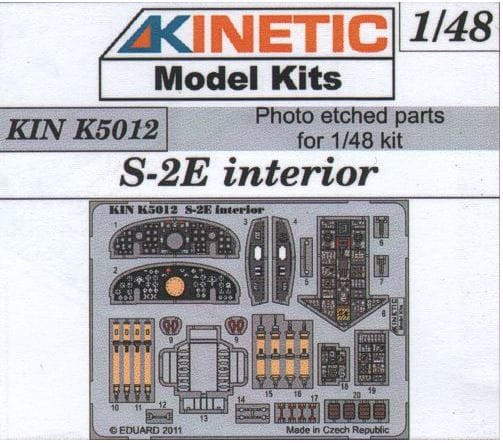 KINETIC
1/48
Model Kits
KIN K5012
Photo etched parts
for 1/48 kit
S-2E interior
KIN K5012 S-2E interior
1
2
3
4
5
6
7
8
9
9
10
11
12
13
14
15
16
17
18
19
20
© EDUARD 2011
Made in Czech Republic